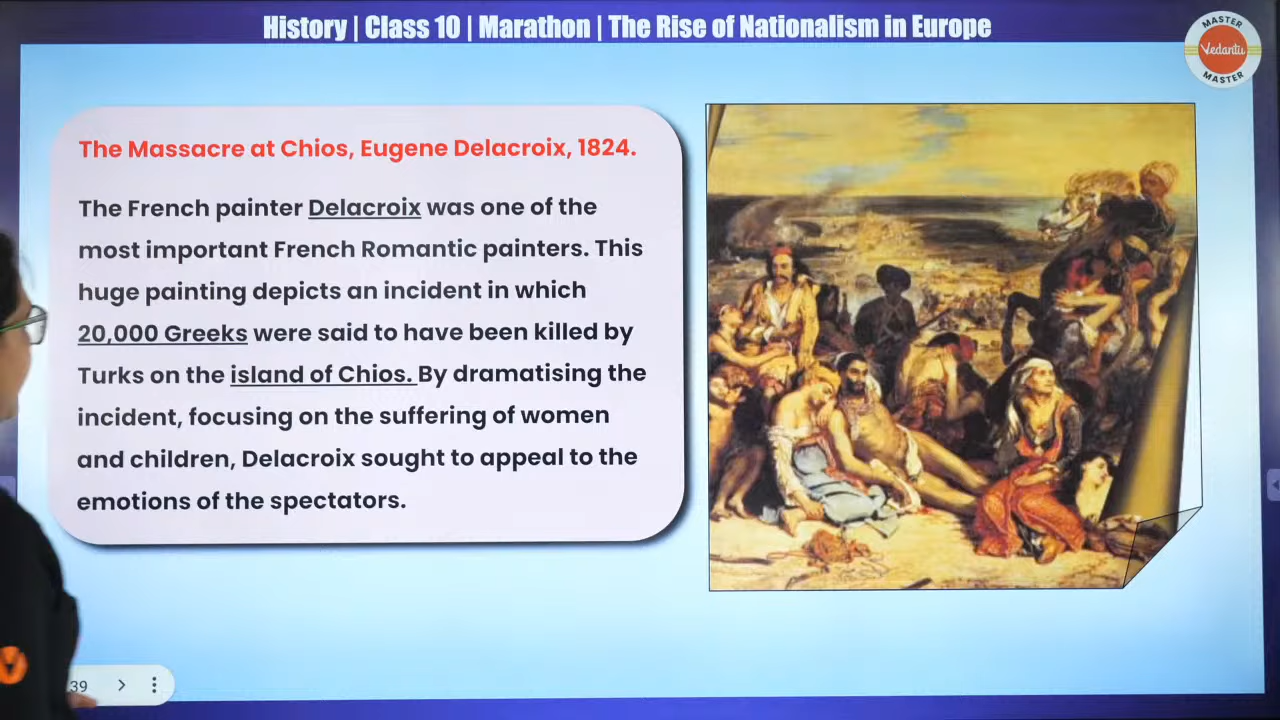 History | Class 10 | Marathon | The Rise of Nationalism in Europe
MASTER
Vedantu
MASTER
The Massacre at Chios, Eugene Delacroix, 1824.
The French painter Delacroix was one of the
most important French Romantic painters. This
huge painting depicts an incident in which
20,000 Greeks were said to have been killed by
Turks on the island of Chios. By dramatising the
incident, focusing on the suffering of women
and children, Delacroix sought to appeal to the
emotions of the spectators.
39